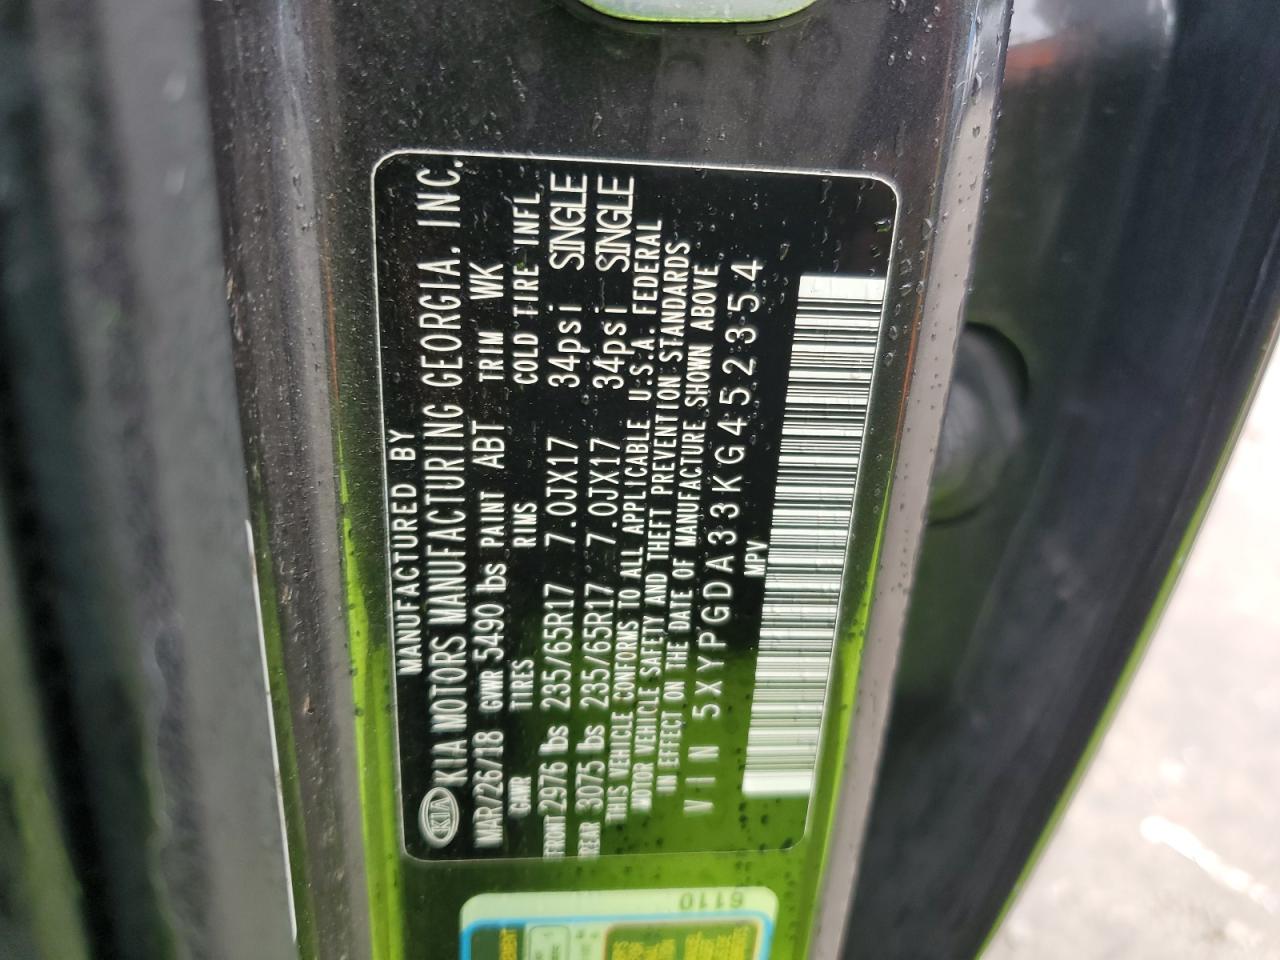 MANUFACTURED BY
KIA KIA MOTORS MANUFACTURING GEORGIA, INC.
MAR/26/18 GVWR 5490 lbs PAINT ABT TRIM WK
GAWR TIRES RIMS COLD TIRE INFL.
FRONT 2976 lbs 235/65R17 7.0JX17 34psi SINGLE
REAR 3075 lbs 235/65R17 7.0JX17 34psi SINGLE
THIS VEHICLE CONFORMS TO ALL APPLICABLE U.S.A. FEDERAL
MOTOR VEHICLE SAFETY AND THEFT PREVENTION STANDARDS
IN EFFECT ON THE DATE OF MANUFACTURE SHOWN ABOVE
VIN 5XYPGDA33KG452354
MPV
6110